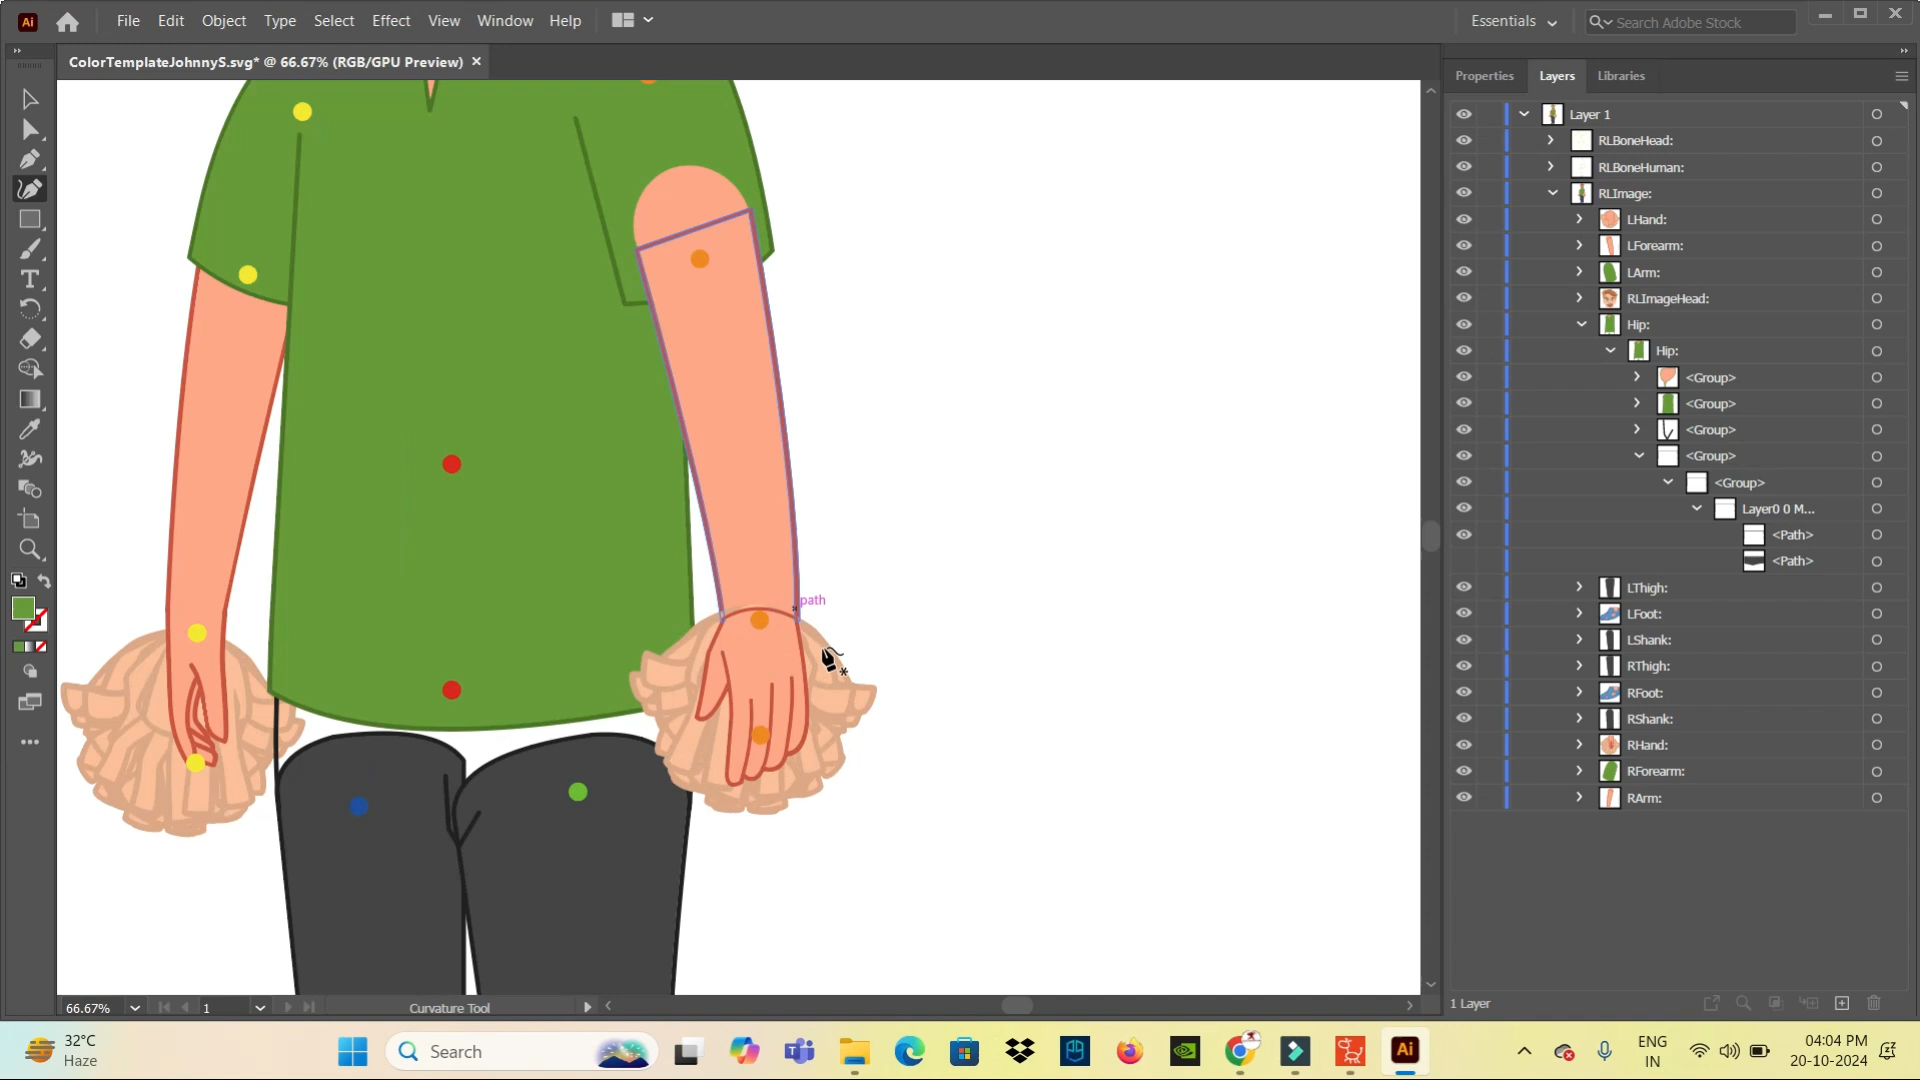 Ai File Edit Object Type Select Effect View Window Help Essentials Search Adobe Stock
ColorTemplateJohnnyS.svg* @ 66.67% (RGB/GPU Preview) ×
Properties Layers Libraries
Layer 1
RLBoneHead:
RLBoneHuman:
RLImage:
LHand:
LForearm:
LArm:
RLImageHead:
Hip:
Hip:
<Group>
<Group>
<Group>
<Group>
<Group>
Layer0 0 M...
<Path>
<Path>
LThigh:
LFoot:
LShank:
RThigh:
RFoot:
RShank:
RHand:
RForearm:
RArm:
path
66.67% 1 Curvature Tool
1 Layer
32°C
Haze
Search
Ai
ENG
IN
04:04 PM
20-10-2024